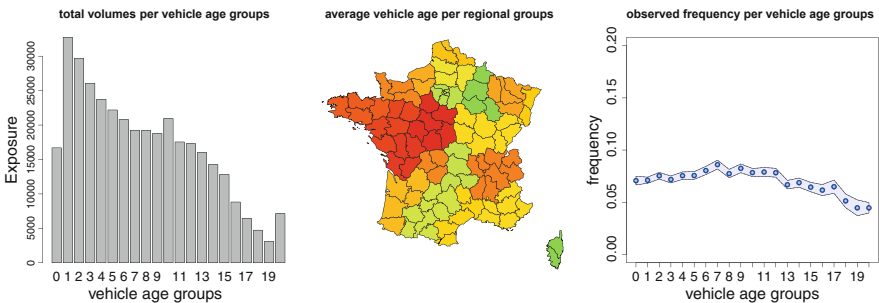 total volumes per vehicle age groups
Exposure
0 5000 10000 15000 20000 25000 30000
0 1 2 3 4 5 6 7 8 9 11 13 15 17 19
vehicle age groups
average vehicle age per regional groups
observed frequency per vehicle age groups
frequency
0.00 0.05 0.10 0.15 0.20
0 1 2 3 4 5 6 7 8 9 11 13 15 17 19
vehicle age groups